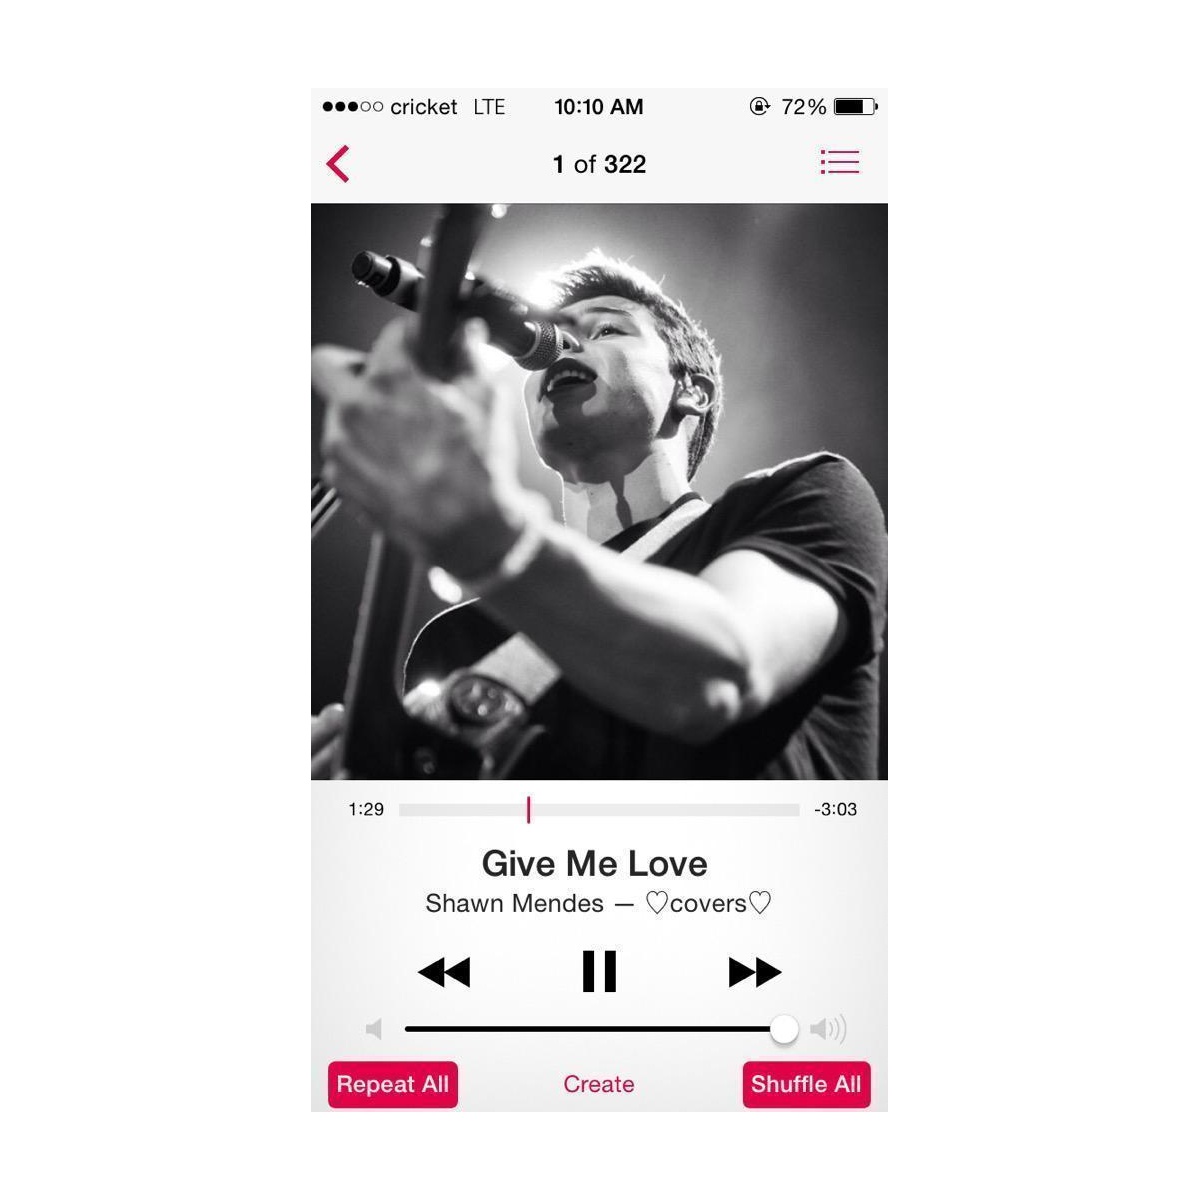 cricket LTE 10:10 AM 72%
1 of 322
1:29 -3:03
Give Me Love
Shawn Mendes — ♡covers♡
Repeat All Create Shuffle All